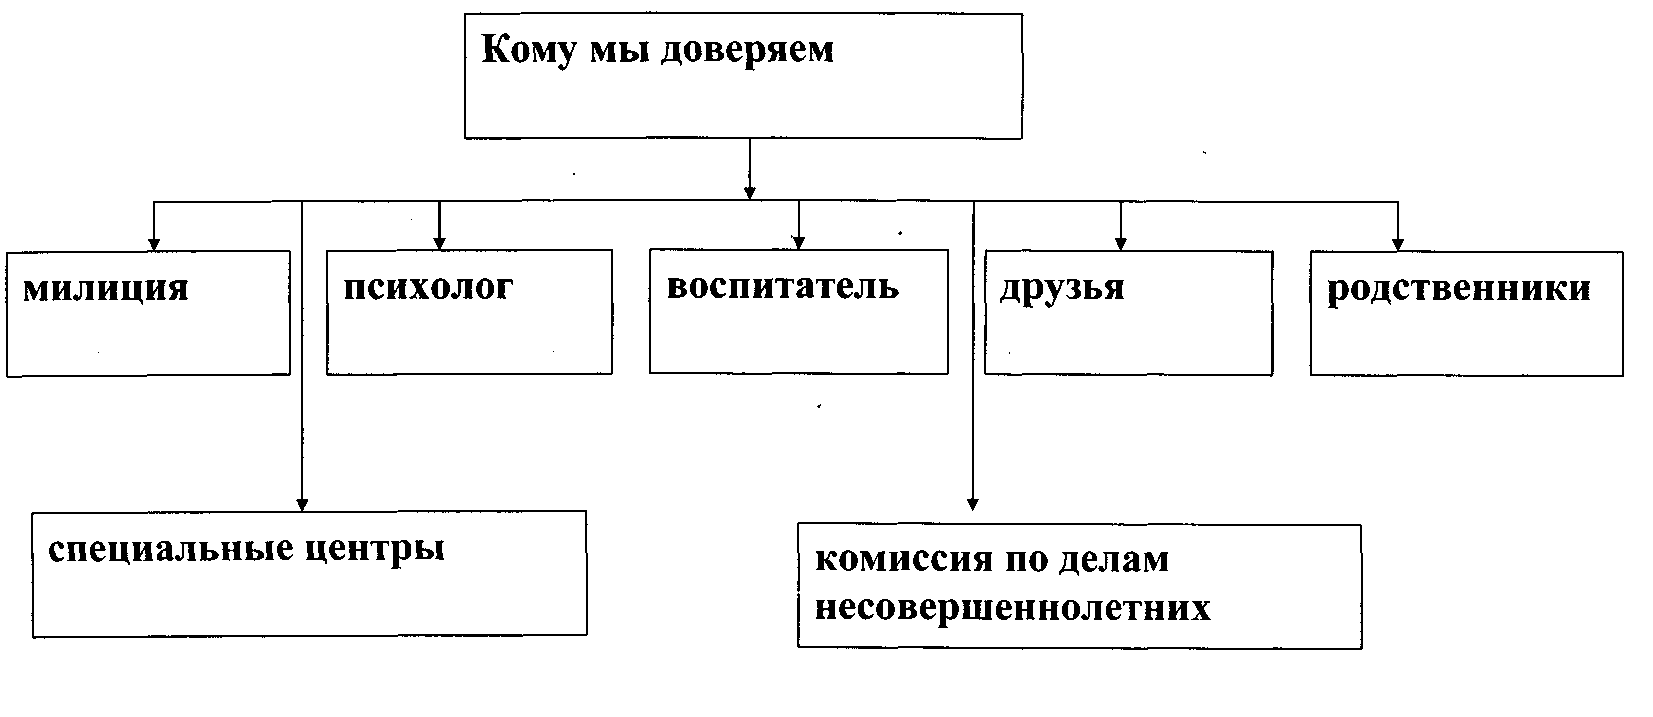 Кому мы доверяем
милиция
психолог
воспитатель
друзья
родственники
специальные центры
комиссия по делам
несовершеннолетних